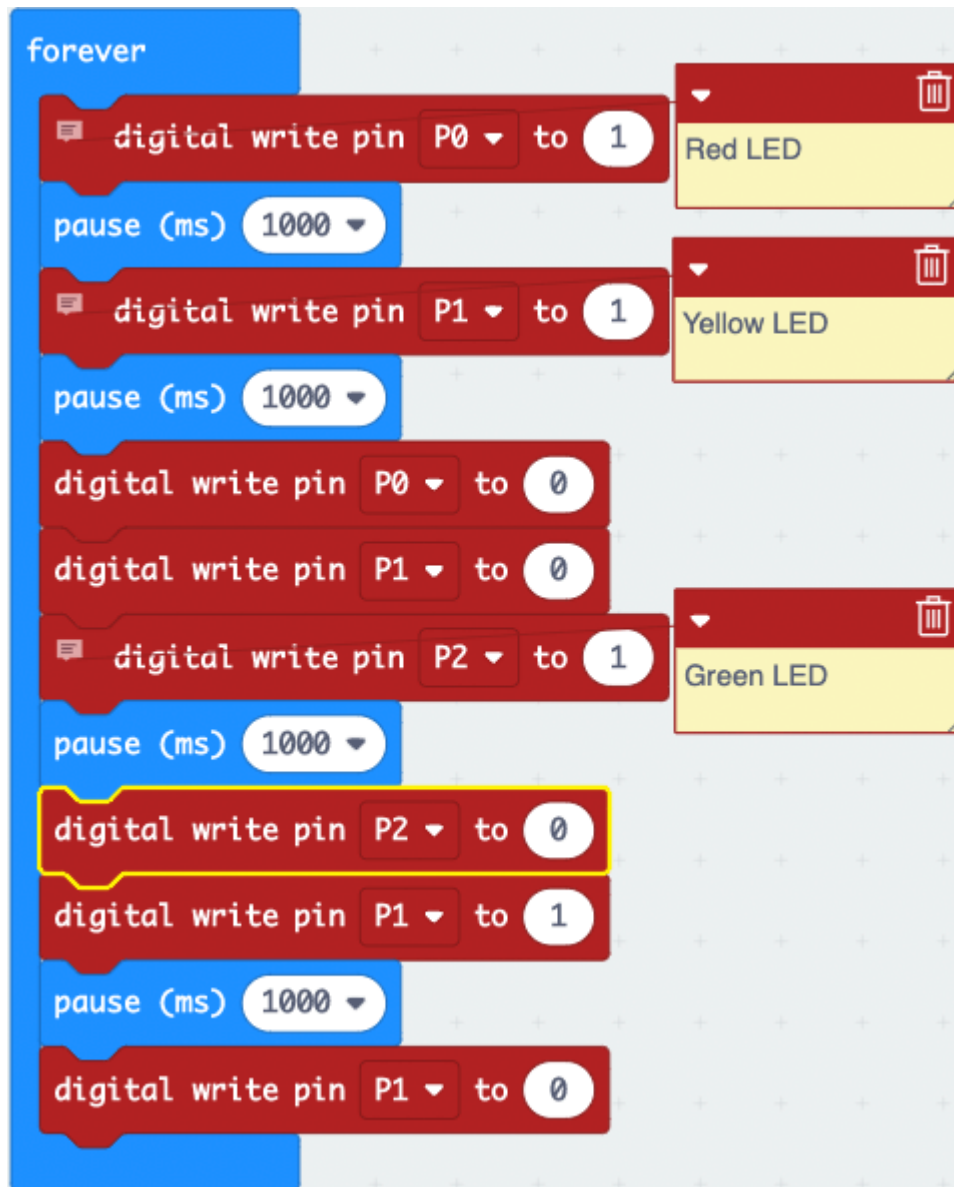 forever
digital write pin P0 to 1
Red LED
pause (ms) 1000
digital write pin P1 to 1
Yellow LED
pause (ms) 1000
digital write pin P0 to 0
digital write pin P1 to 0
digital write pin P2 to 1
Green LED
pause (ms) 1000
digital write pin P2 to 0
digital write pin P1 to 1
pause (ms) 1000
digital write pin P1 to 0